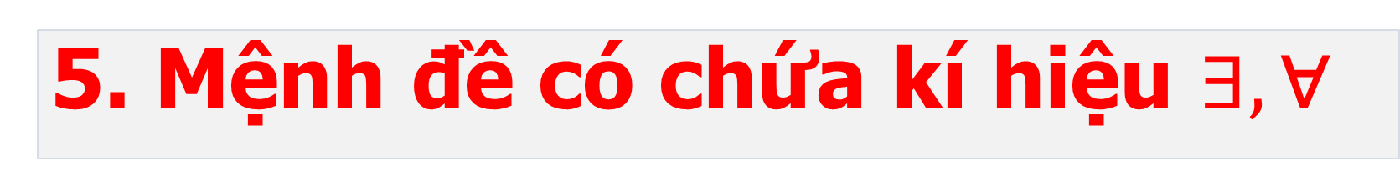 5. Mệnh đề có chứa kí hiệu ∃, ∀